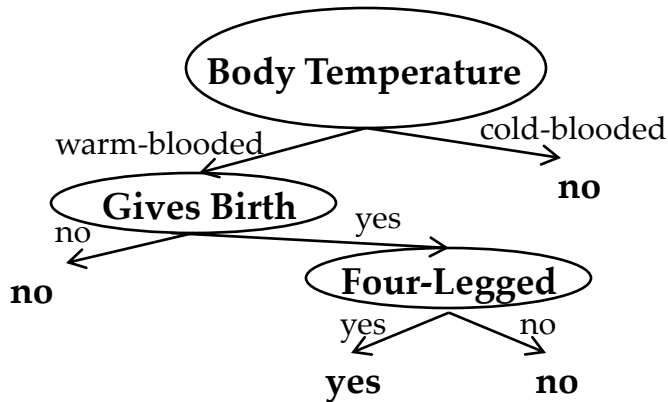 Body Temperature
warm-blooded
cold-blooded
no
Gives Birth
no
yes
no
Four-Legged
yes
no
yes
no